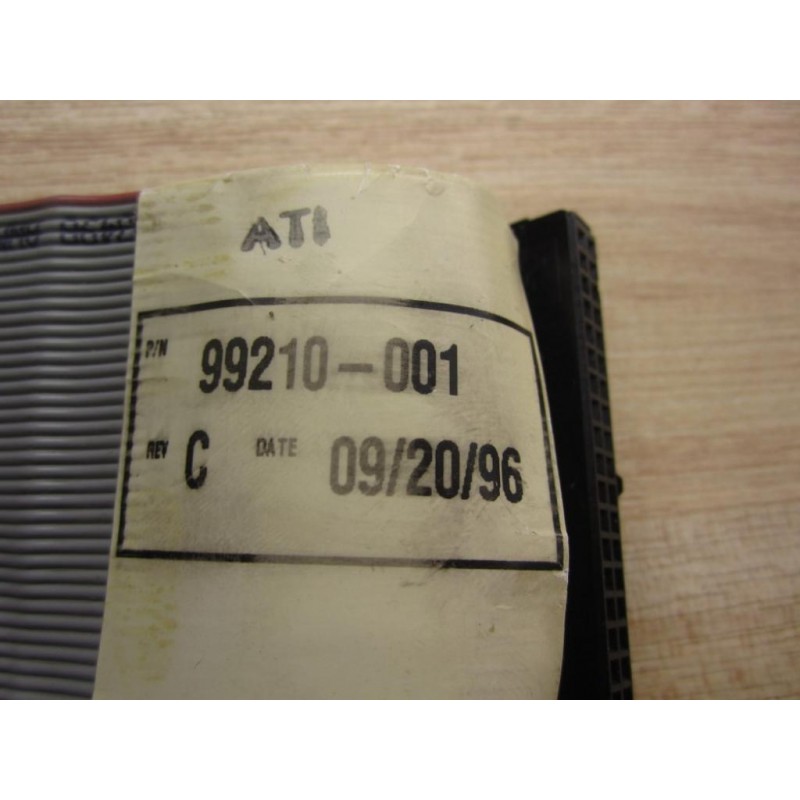 ATI
P/N 99210-001
REV C DATE 09/20/96